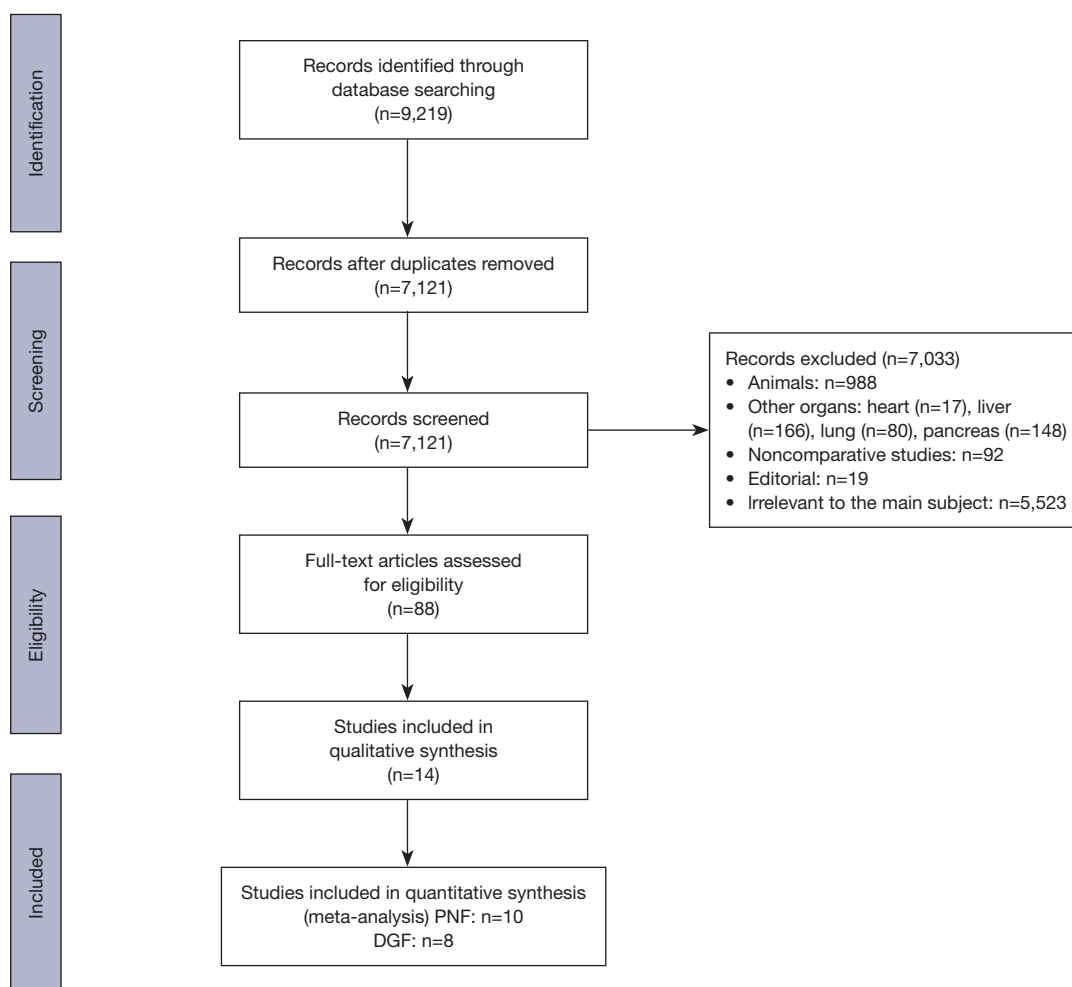 Identification
Records identified through
database searching
(n=9,219)
Records after duplicates removed
(n=7,121)
Screening
Records screened
(n=7,121)
Records excluded (n=7,033)
• Animals: n=988
• Other organs: heart (n=17), liver
(n=166), lung (n=80), pancreas (n=148)
• Noncomparative studies: n=92
• Editorial: n=19
• Irrelevant to the main subject: n=5,523
Eligibility
Full-text articles assessed
for eligibility
(n=88)
Studies included in
qualitative synthesis
(n=14)
Included
Studies included in quantitative synthesis
(meta-analysis) PNF: n=10
DGF: n=8